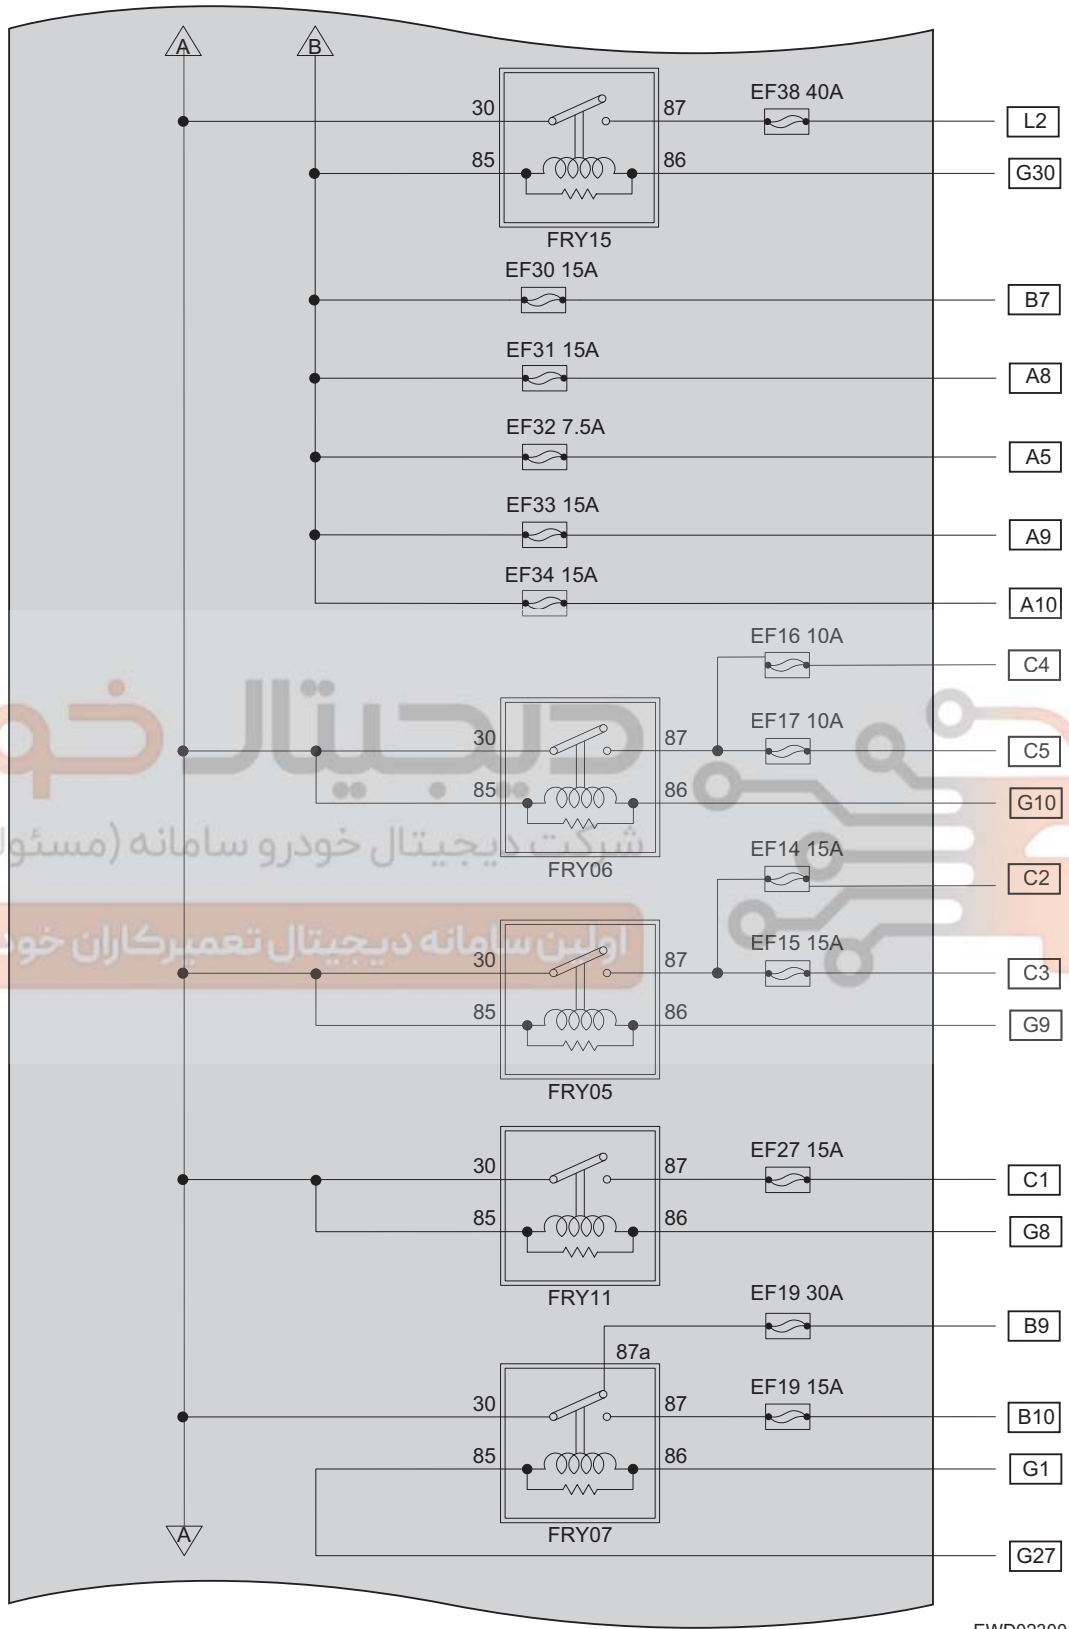 A
B
EF38 40A
30
87
L2
85
86
G30
FRY15
EF30 15A
B7
EF31 15A
A8
EF32 7.5A
A5
EF33 15A
A9
EF34 15A
A10
EF16 10A
C4
دیجیتال خو
30
87
EF17 10A
C5
85
86
G10
شرکت دیجیتال خودرو سامانه (مسئول
FRY06
EF14 15A
C2
اولین سامانه دیجیتال تعمیرکاران خود
30
87
EF15 15A
C3
85
86
G9
FRY05
30
87
EF27 15A
C1
85
86
G8
FRY11
EF19 30A
B9
87a
30
87
EF19 15A
B10
85
86
G1
A
FRY07
G27